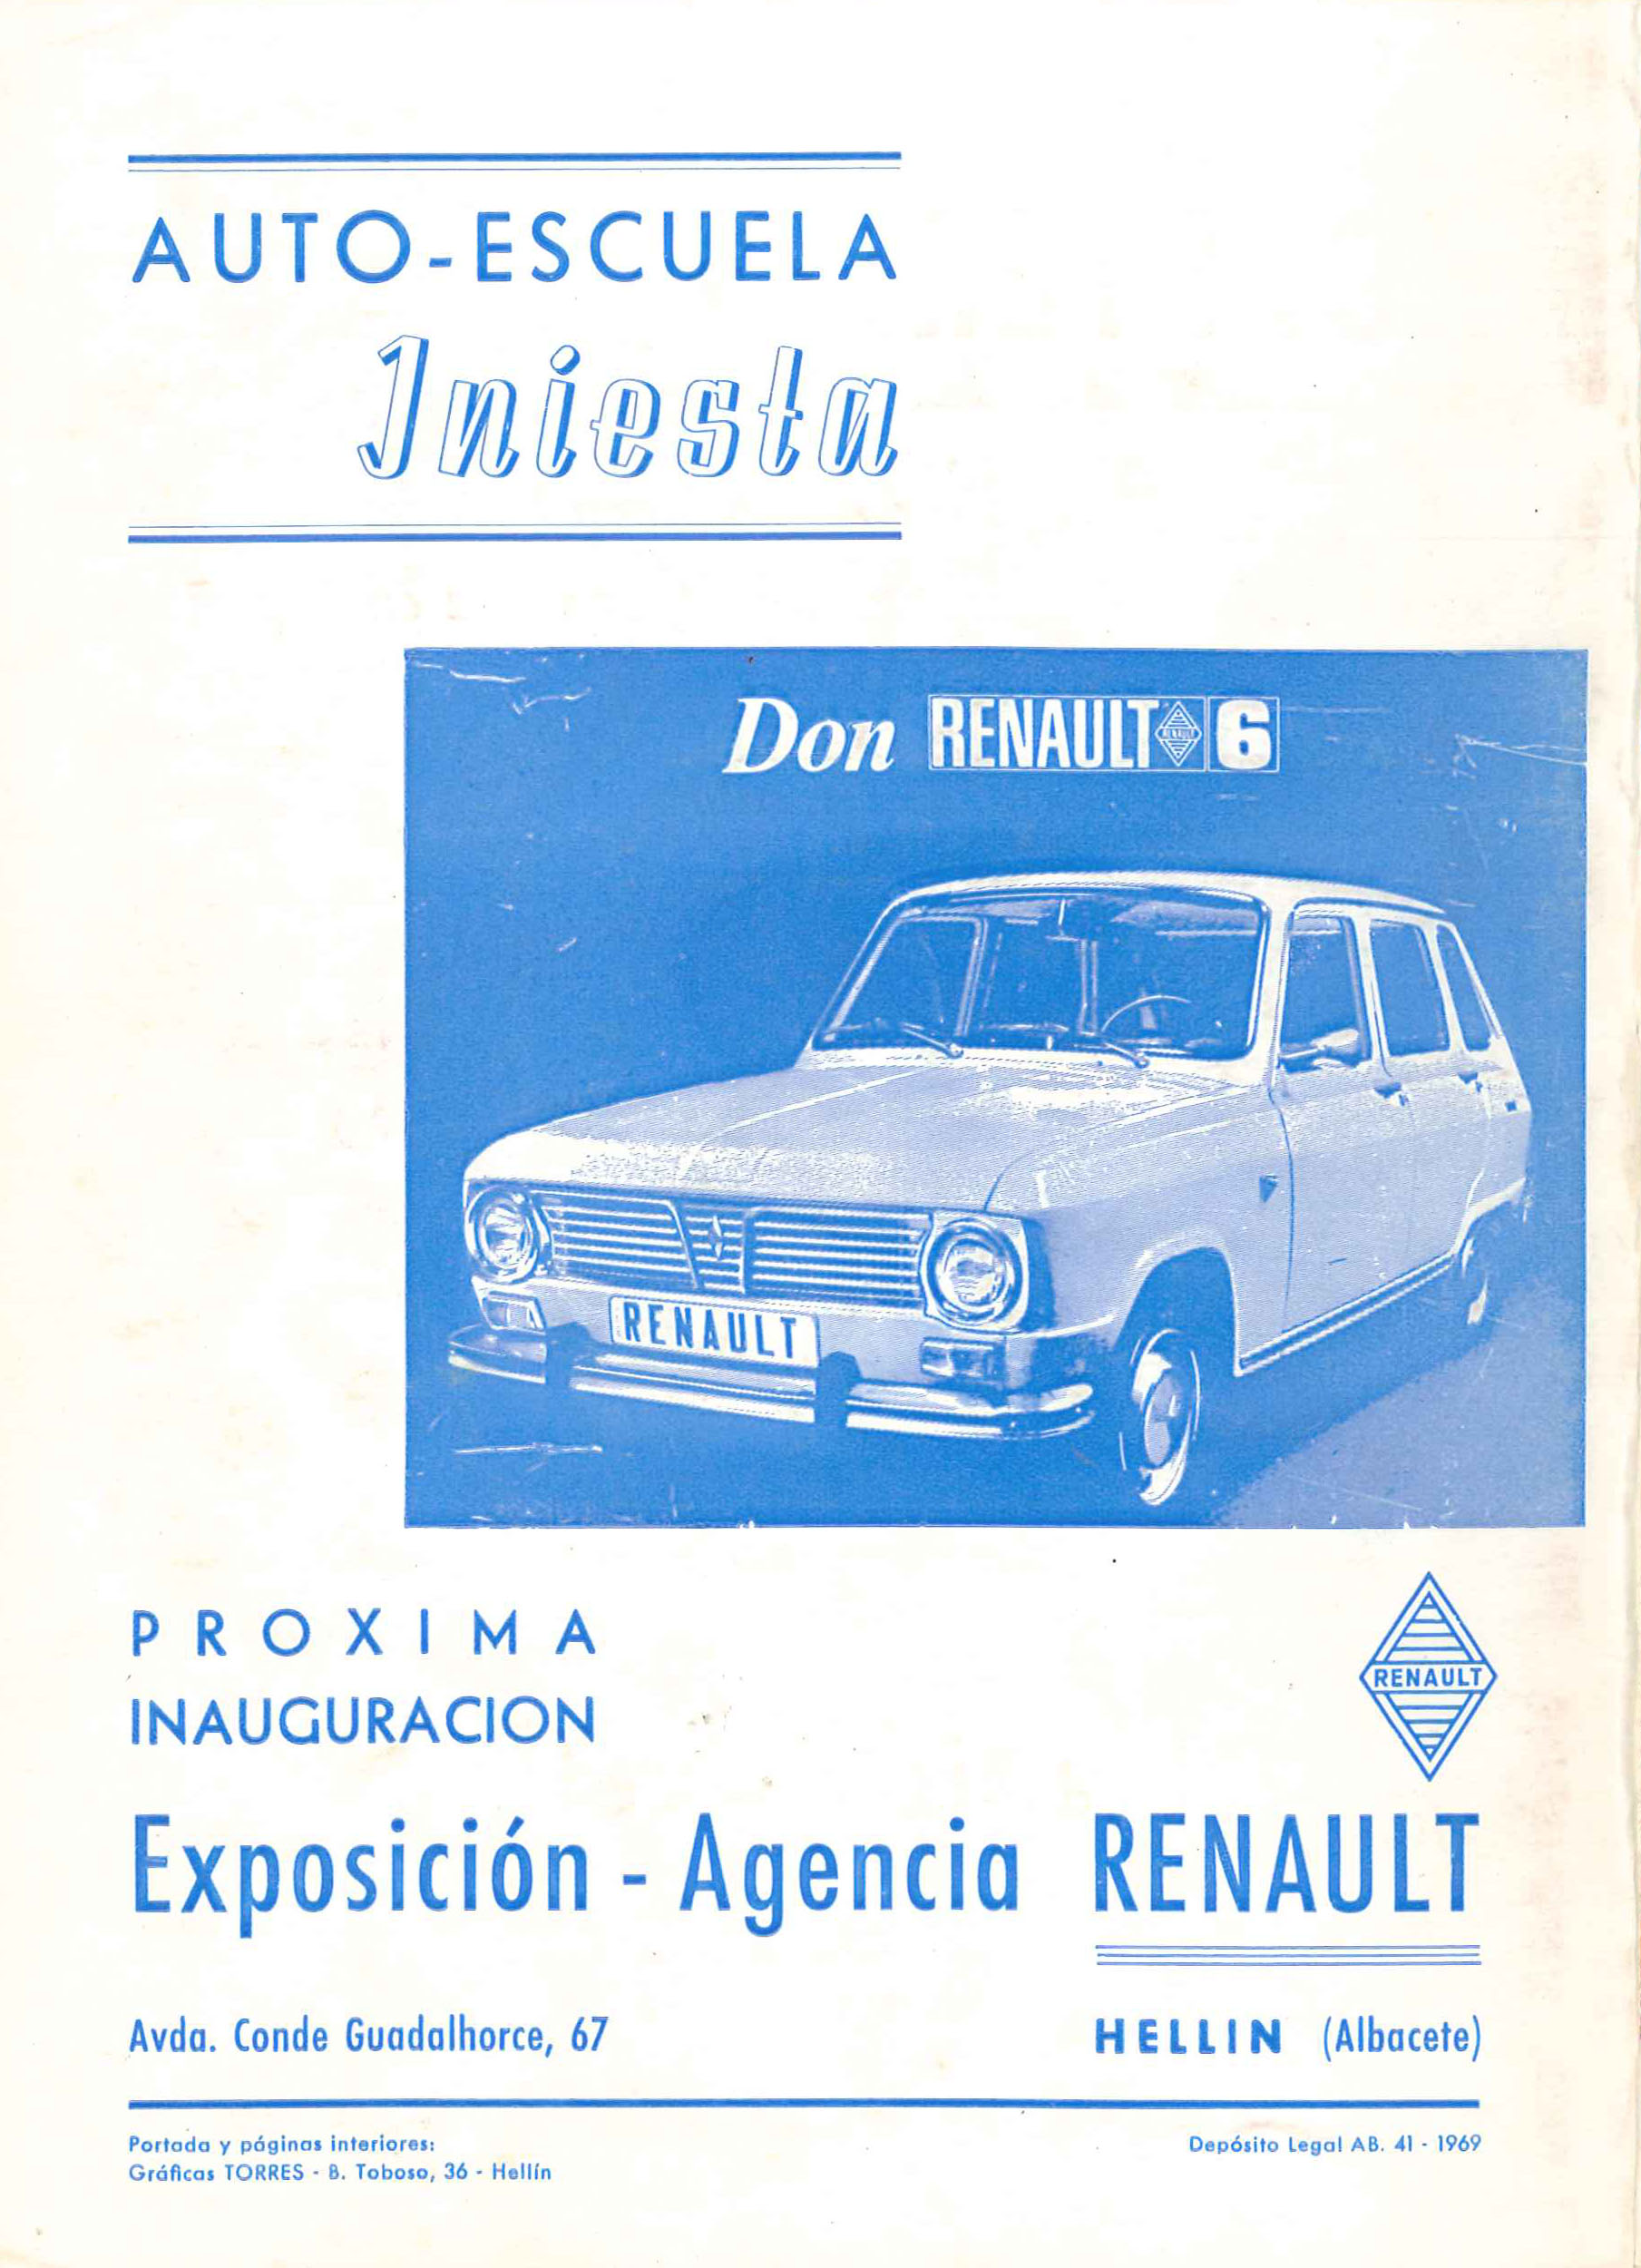 AUTO-ESCUELA
Iniesta
Don RENAULT RENAULT 6
RENAULT
PROXIMA
INAUGURACION
RENAULT
Exposición - Agencia RENAULT
Avda. Conde Guadalhorce, 67 HELLIN (Albacete)
Portada y páginas interiores:
Gráficas TORRES - B. Toboso, 36 - Hellín
Depósito Legal AB. 41 - 1969